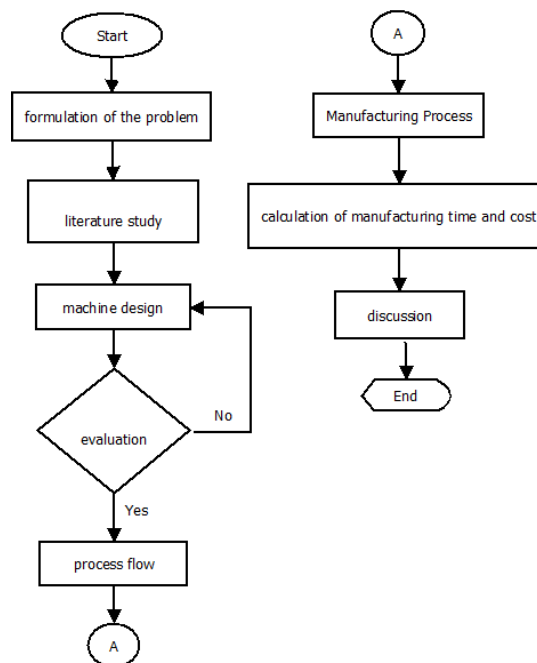 Start
formulation of the problem
literature study
machine design
No
evaluation
Yes
process flow
A
A
Manufacturing Process
calculation of manufacturing time and cost
discussion
End